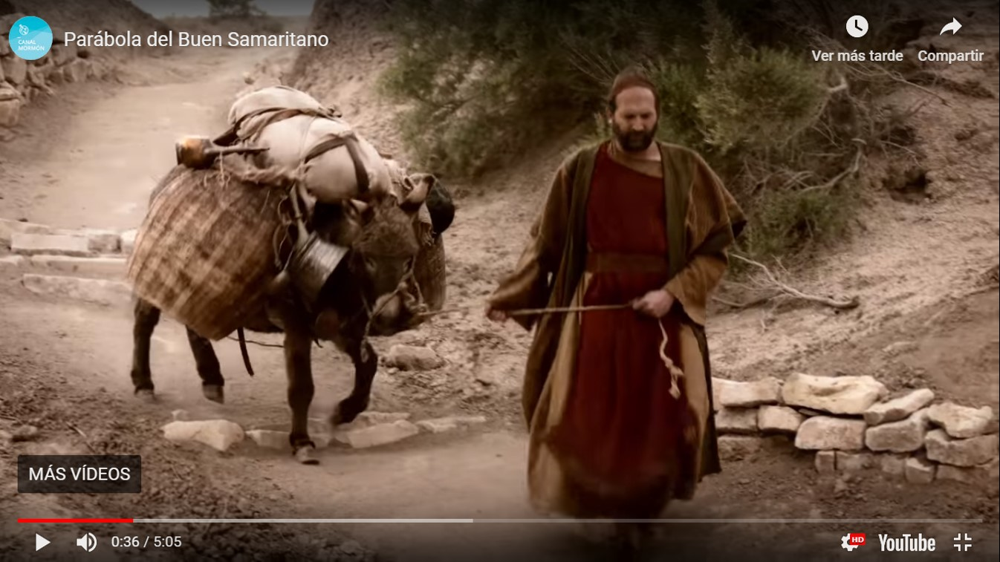 CANAL
MORMÓN
Parábola del Buen Samaritano
Ver más tarde
Compartir
MÁS VÍDEOS
0:36 / 5:05
HD
YouTube